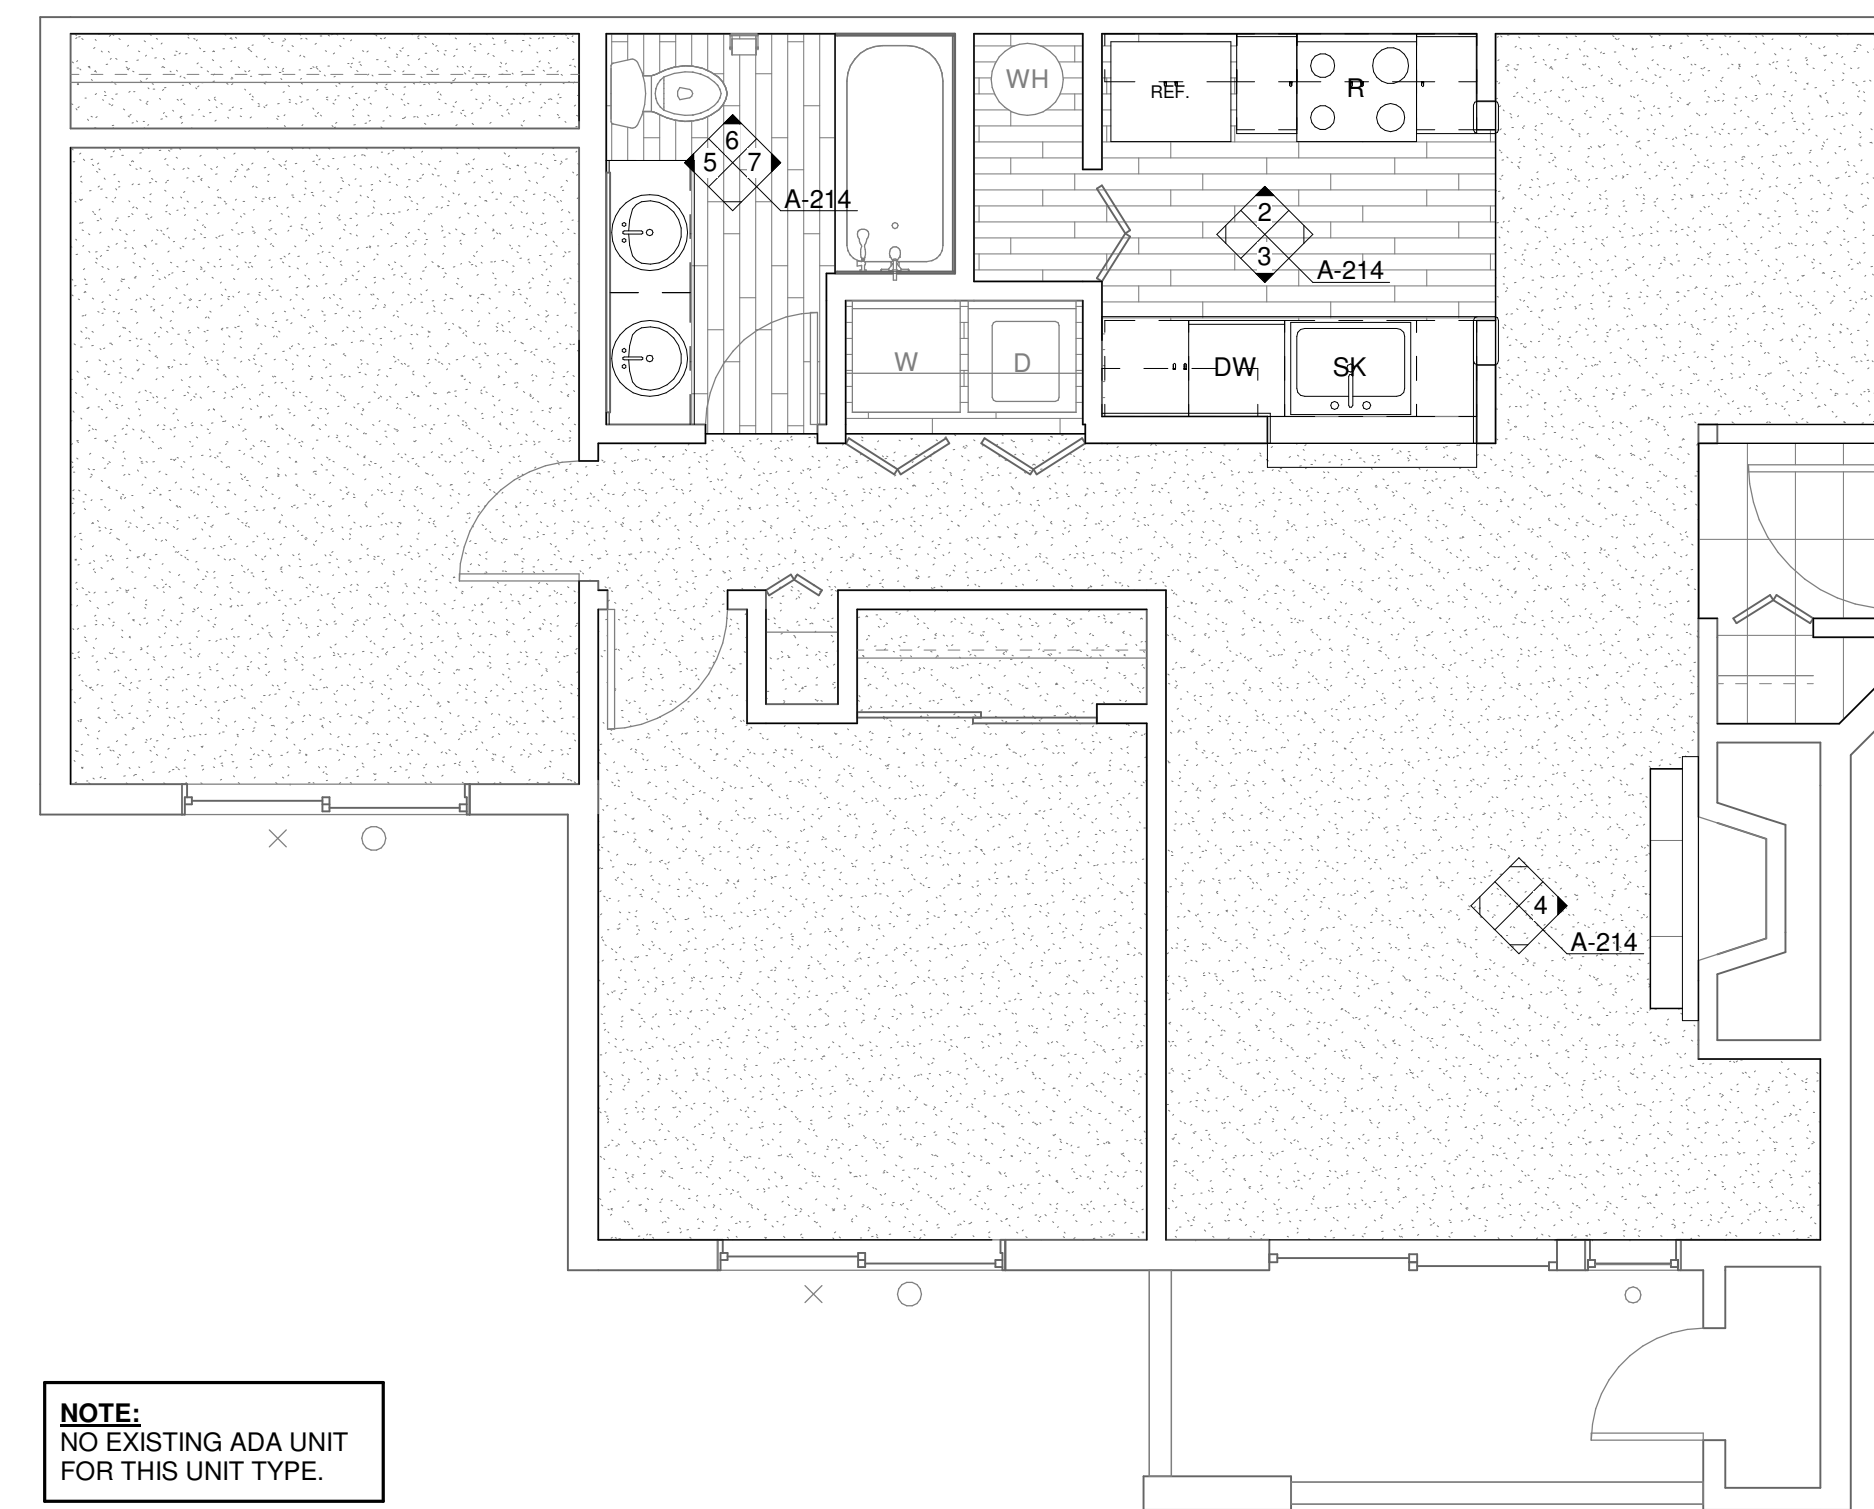 WH
REF.
R
6
5 7
A-214
2
3
A-214
W
D
DW
SK
4
A-214
NOTE:
NO EXISTING ADA UNIT
FOR THIS UNIT TYPE.